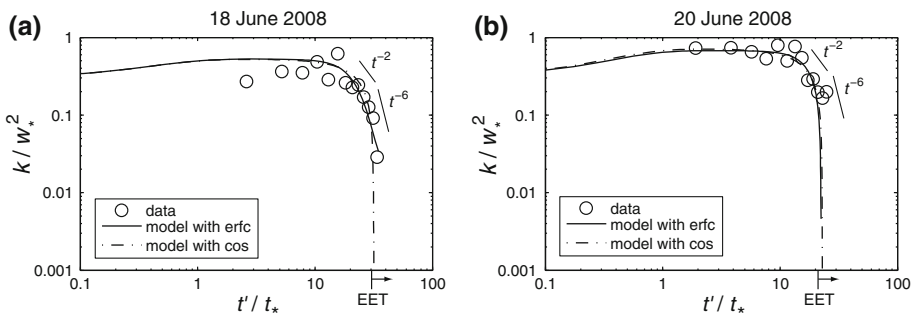 (a) 18 June 2008
k / w*²
1
0.1
0.01
0.001
t⁻²
t⁻⁶
data
model with erfc
model with cos
0.1 1 10 100
EET
t' / t*
(b) 20 June 2008
k / w*²
1
0.1
0.01
0.001
t⁻²
t⁻⁶
data
model with erfc
model with cos
0.1 1 10 100
EET
t' / t*